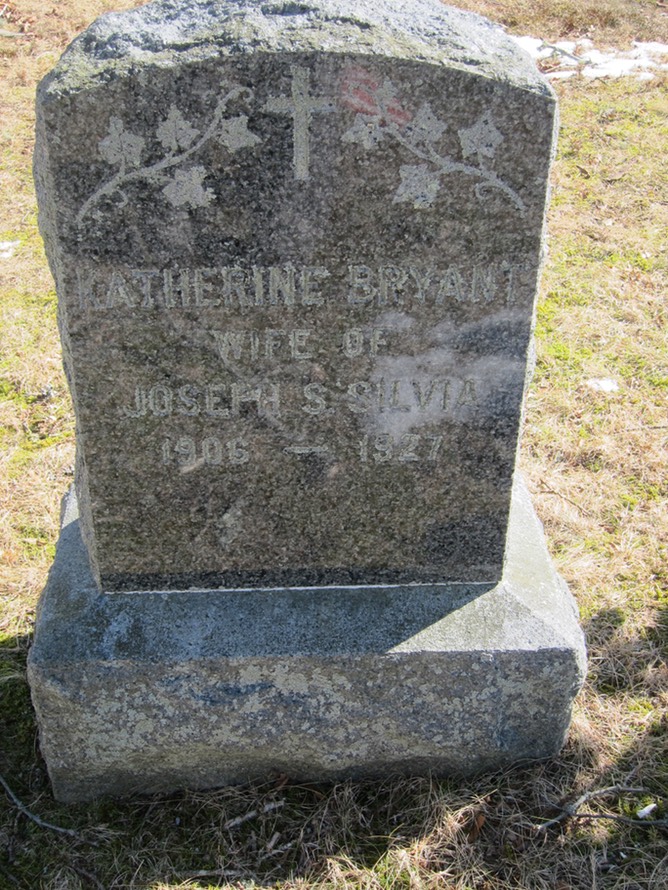 KATHERINE BRYANT
WIFE OF
JOSEPH S. SILVIA
1906 — 1927